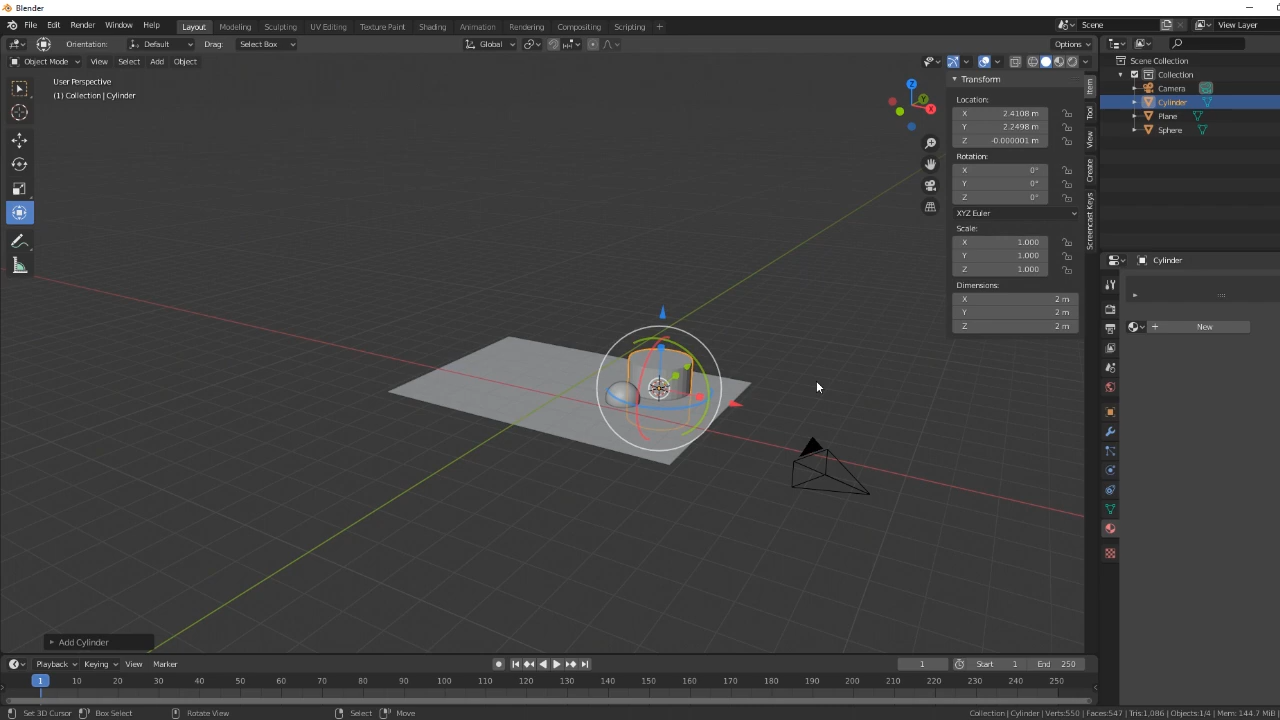 Blender
File Edit Render Window Help Layout Modeling Sculpting UV Editing Texture Paint Shading Animation Rendering Compositing Scripting + Scene View Layer
Orientation: Default Drag: Select Box Global Options
Object Mode View Select Add Object
User Perspective
(1) Collection | Cylinder
Z
Y
X
Transform
Location:
X 2.4108 m
Y 2.2498 m
Z -0.000001 m
Rotation:
X 0°
Y 0°
Z 0°
XYZ Euler
Scale:
X 1.000
Y 1.000
Z 1.000
Dimensions:
X 2 m
Y 2 m
Z 2 m
Item
Tool
View
Create
Screencast Keys
Scene Collection
Collection
Camera
Cylinder
Plane
Sphere
Cylinder
New
Add Cylinder
Playback Keying View Marker 1 Start 1 End 250
1 10 20 30 40 50 60 70 80 90 100 110 120 130 140 150 160 170 180 190 200 210 220 230 240 250
Set 3D Cursor Box Select Rotate View Select Move Collection | Cylinder | Verts:550 | Faces:547 | Tris:1,086 | Objects:1/4 | Mem: 144.7 MiB